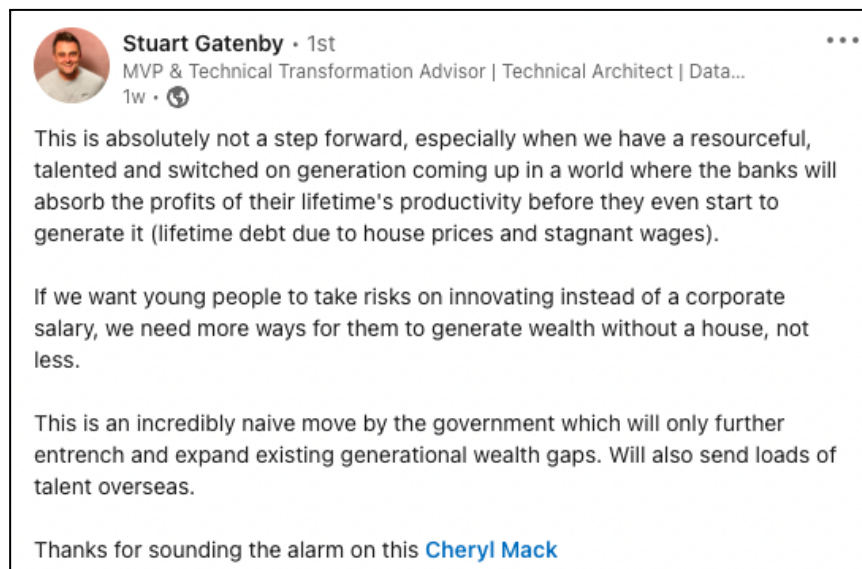 Stuart Gatenby • 1st
MVP & Technical Transformation Advisor | Technical Architect | Data...
1w •
This is absolutely not a step forward, especially when we have a resourceful,
talented and switched on generation coming up in a world where the banks will
absorb the profits of their lifetime's productivity before they even start to
generate it (lifetime debt due to house prices and stagnant wages).
If we want young people to take risks on innovating instead of a corporate
salary, we need more ways for them to generate wealth without a house, not
less.
This is an incredibly naive move by the government which will only further
entrench and expand existing generational wealth gaps. Will also send loads of
talent overseas.
Thanks for sounding the alarm on this Cheryl Mack